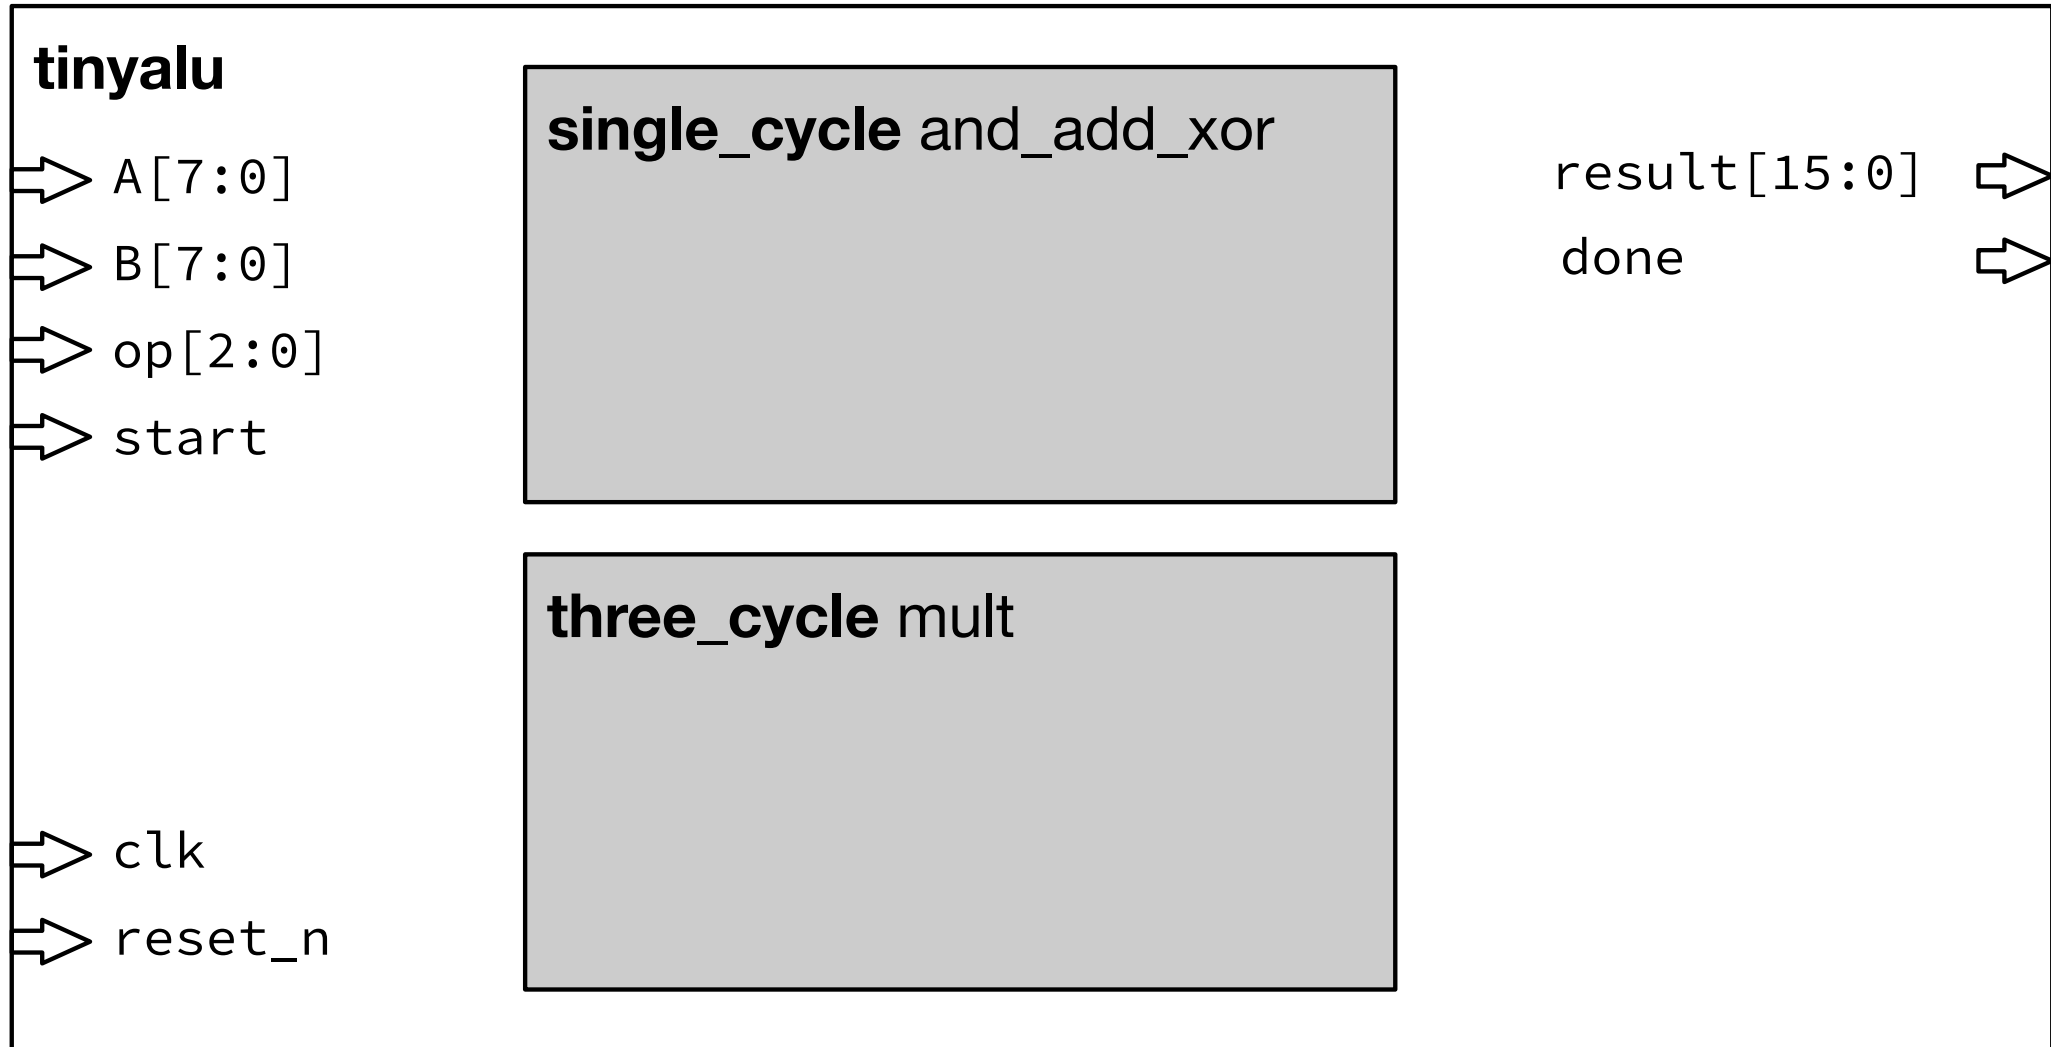 tinyalu
A[7:0]
B[7:0]
op[2:0]
start
clk
reset_n
single_cycle and_add_xor
three_cycle mult
result[15:0]
done